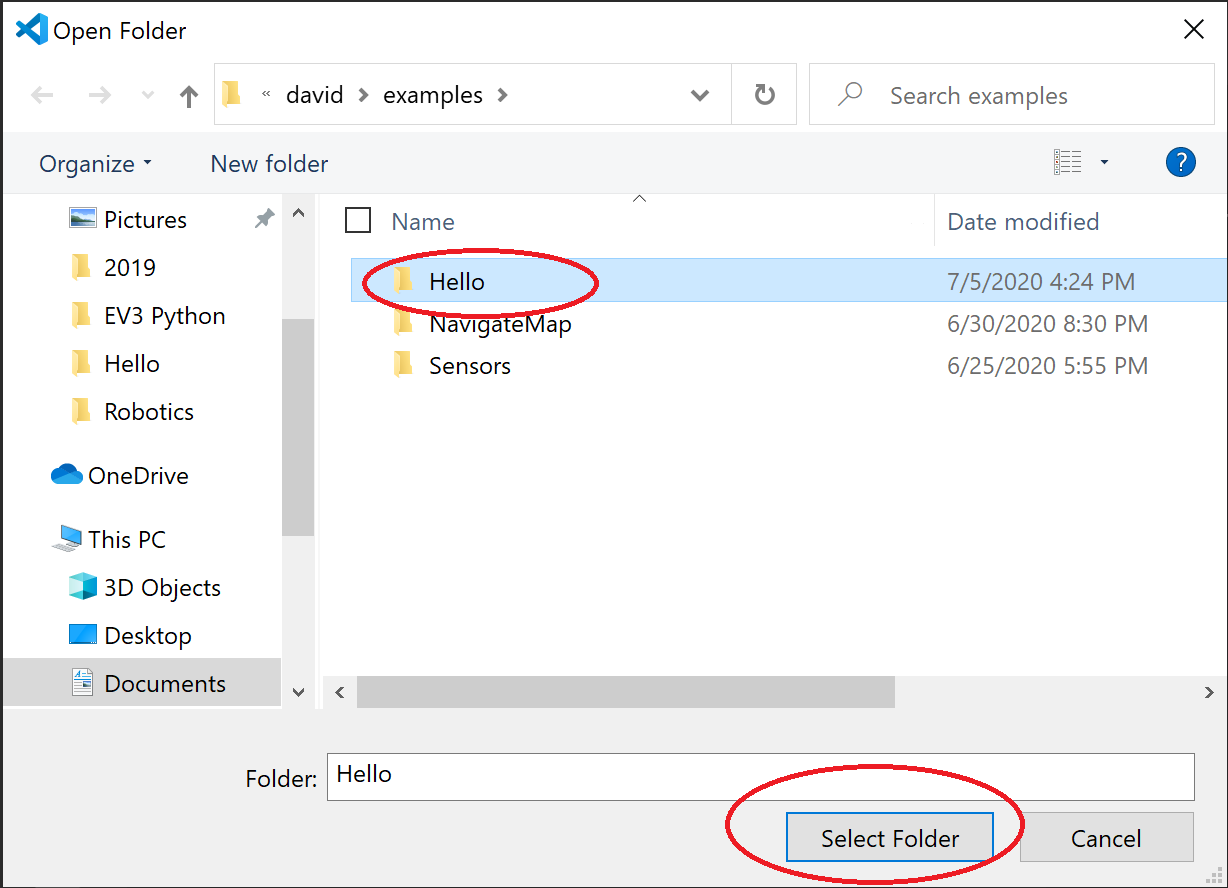 Open Folder
« david > examples >
Search examples
Organize
New folder
?
Pictures
2019
EV3 Python
Hello
Robotics
OneDrive
This PC
3D Objects
Desktop
Documents
Name Date modified
Hello 7/5/2020 4:24 PM
NavigateMap 6/30/2020 8:30 PM
Sensors 6/25/2020 5:55 PM
Folder: Hello
Select Folder Cancel